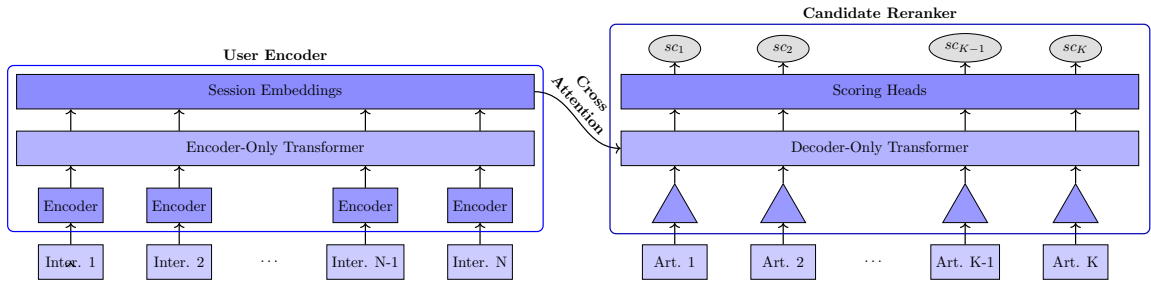 Candidate Reranker
User Encoder
sc1 sc2 scK−1 scK
Session Embeddings
Cross
Attention
Scoring Heads
Encoder-Only Transformer
Decoder-Only Transformer
Encoder Encoder Encoder Encoder
Inter. 1 Inter. 2 ... Inter. N-1 Inter. N
Art. 1 Art. 2 ... Art. K-1 Art. K